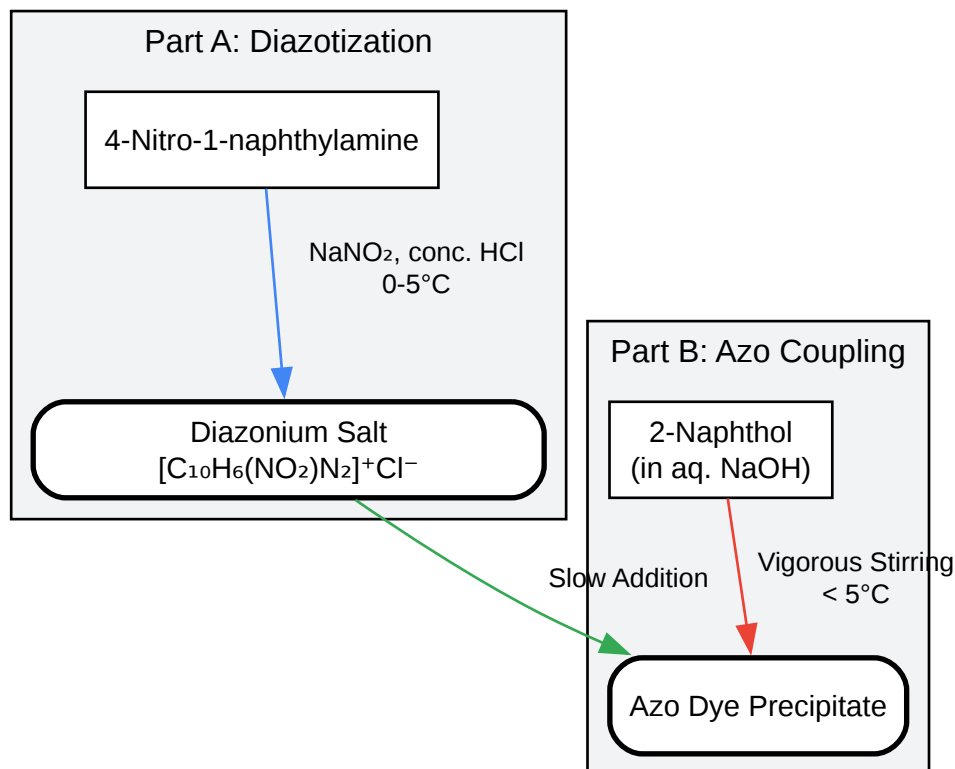 Part A: Diazotization
4-Nitro-1-naphthylamine
NaNO₂, conc. HCl
0-5°C
Diazonium Salt
[C₁₀H₆(NO₂)N₂]⁺Cl⁻
Part B: Azo Coupling
2-Naphthol
(in aq. NaOH)
Slow Addition
Vigorous Stirring
< 5°C
Azo Dye Precipitate